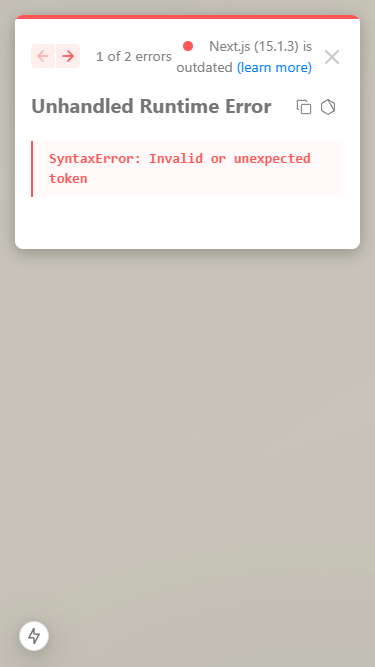 1 of 2 errors
Next.js (15.1.3) is
outdated (learn more)
Unhandled Runtime Error
SyntaxError: Invalid or unexpected
token